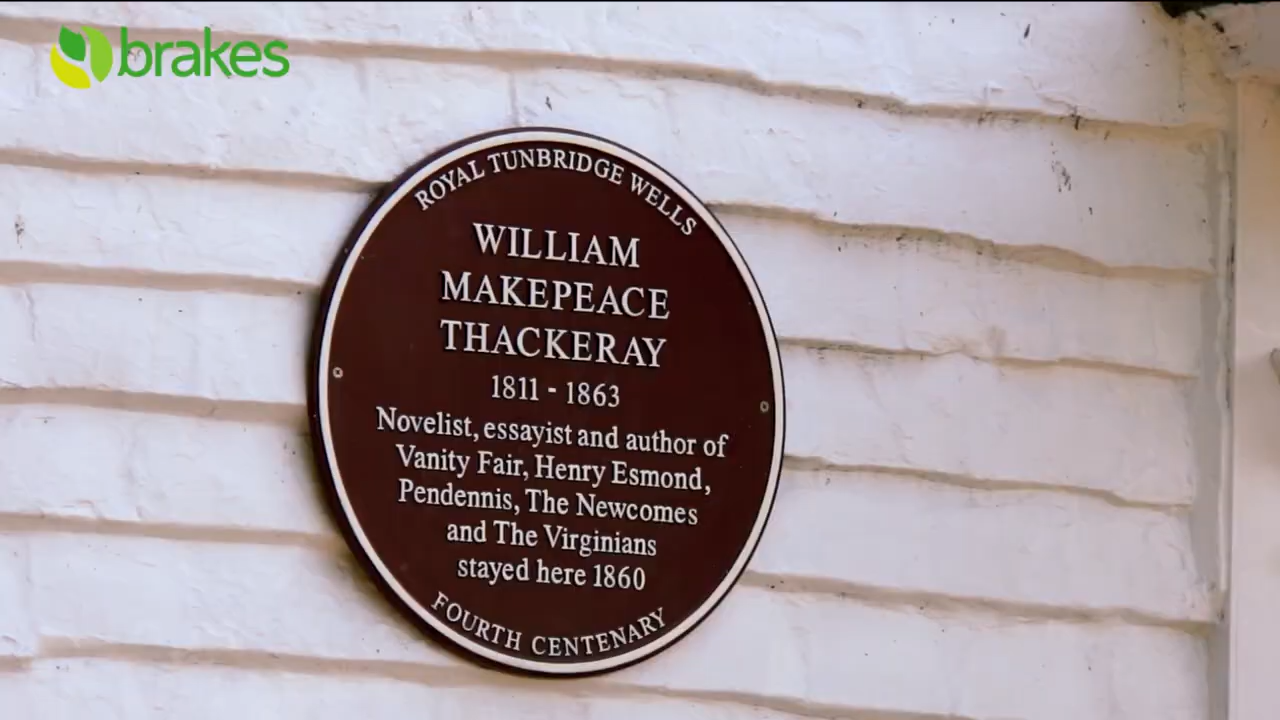 brakes
ROYAL TUNBRIDGE WELLS
WILLIAM
MAKEPEACE
THACKERAY
1811 - 1863
Novelist, essayist and author of
Vanity Fair, Henry Esmond,
Pendennis, The Newcomes
and The Virginians
stayed here 1860
FOURTH CENTENARY